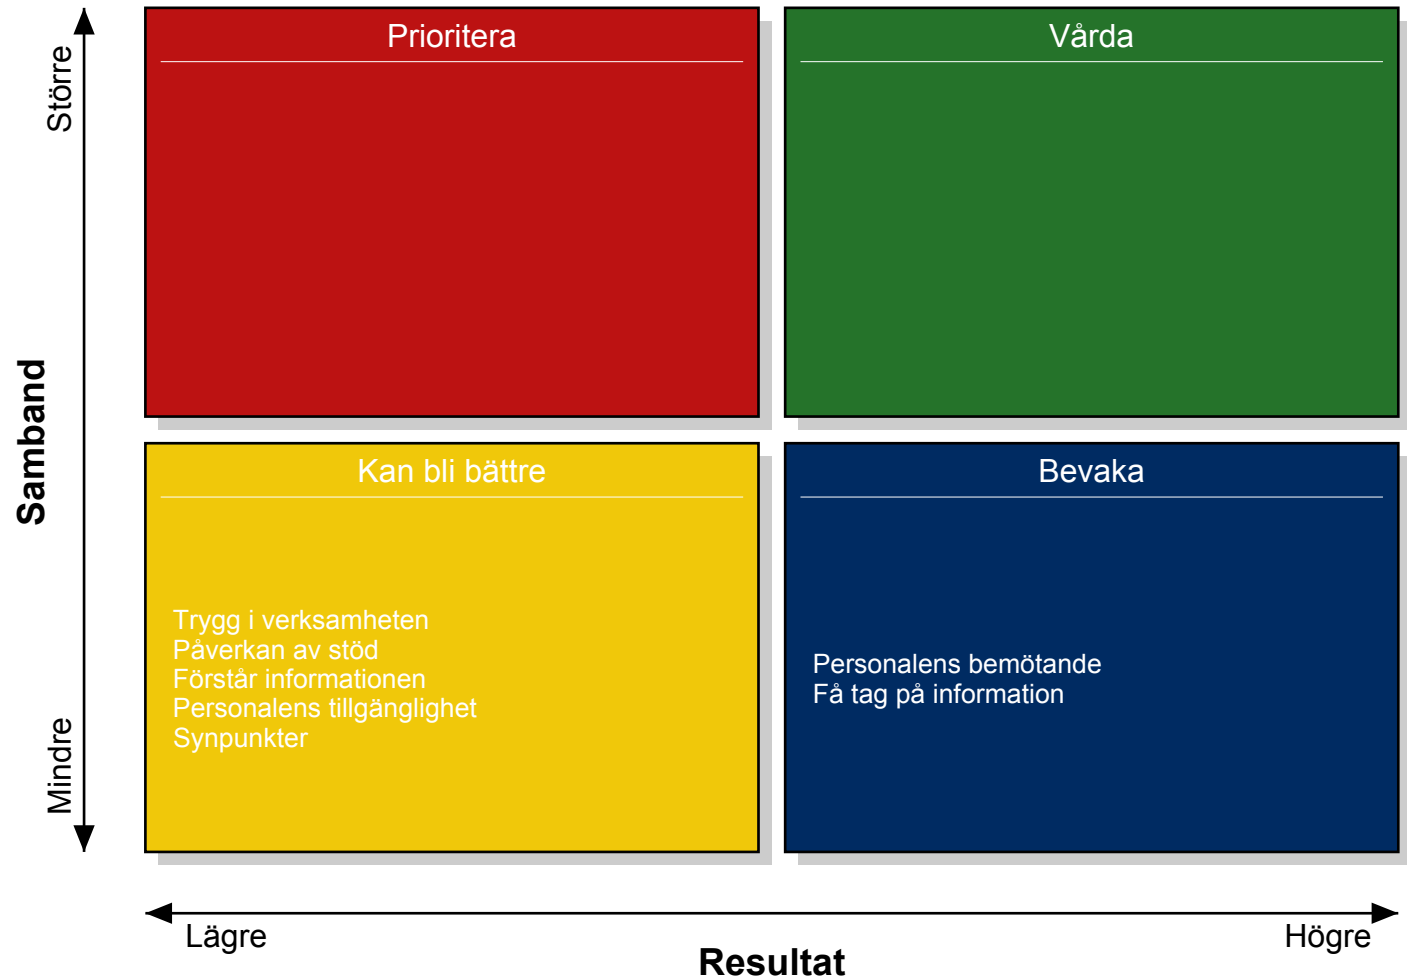 Större
Samband
Mindre
Prioritera
Vårda
Kan bli bättre
Trygg i verksamheten
Påverkan av stöd
Förstår informationen
Personalens tillgänglighet
Synpunkter
Bevaka
Personalens bemötande
Få tag på information
Lägre
Resultat
Högre